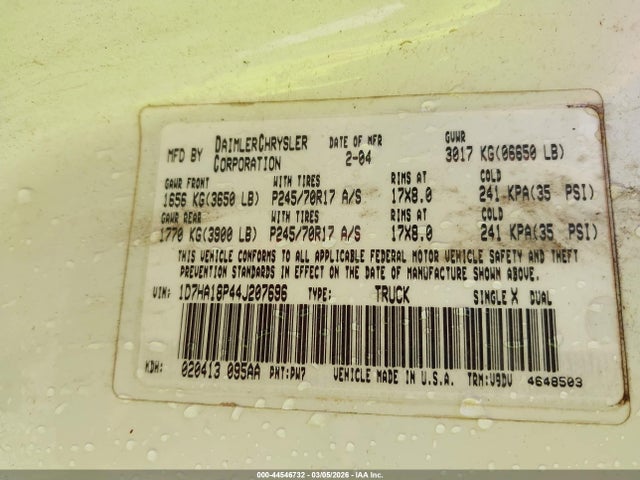 MFD BY DAIMLERCHRYSLER CORPORATION DATE OF MFR 2-04 GVWR 3017 KG(06650 LB)
GAWR FRONT WITH TIRES RIMS AT COLD
1656 KG(3650 LB) P245/70R17 A/S 17X8.0 241 KPA(35 PSI)
GAWR REAR WITH TIRES RIMS AT COLD
1770 KG(3900 LB) P245/70R17 A/S 17X8.0 241 KPA(35 PSI)
THIS VEHICLE CONFORMS TO ALL APPLICABLE FEDERAL MOTOR VEHICLE SAFETY AND THEFT
PREVENTION STANDARDS IN EFFECT ON THE DATE OF MANUFACTURE SHOWN ABOVE.
VIN: 1D7HA18P44J207696 TYPE: TRUCK SINGLE X DUAL
MDH: 020413 095AA PNT:PW7 VEHICLE MADE IN U.S.A. TRM:V9DV 4648503
000-44546732 - 03/05/2026 - IAA Inc.